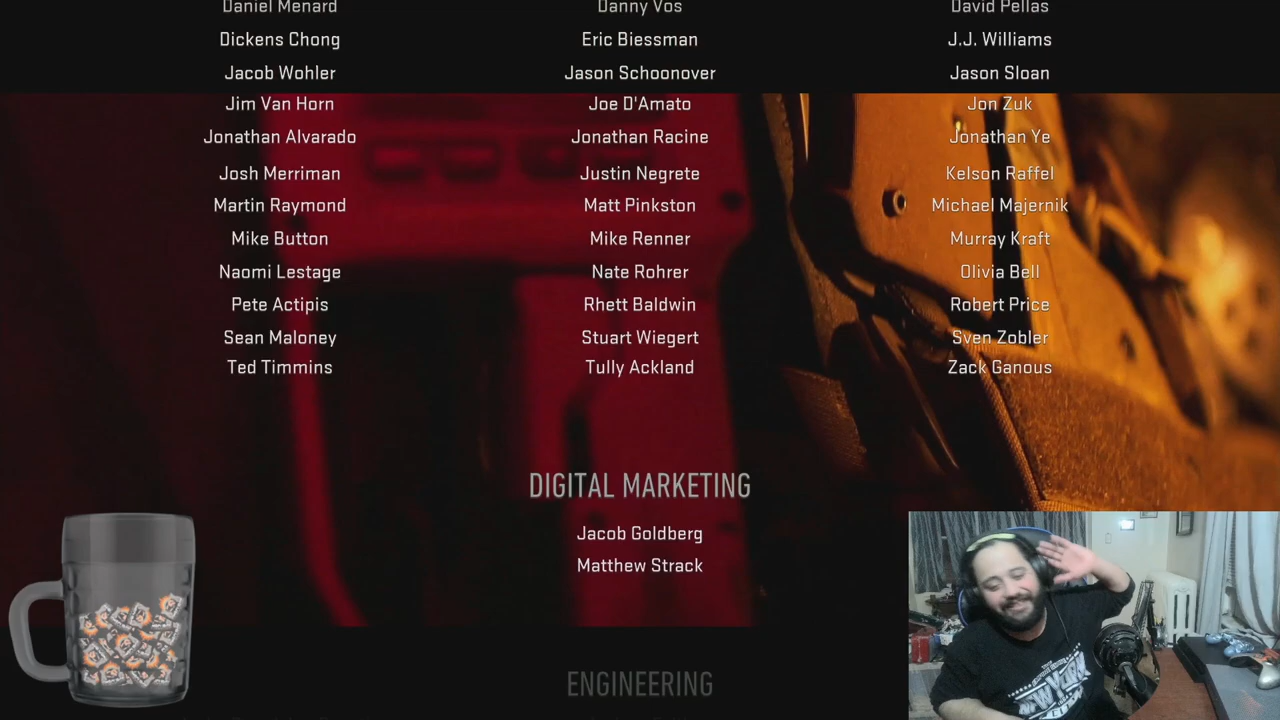 Daniel Menard Danny Vos David Pellas
Dickens Chong Eric Biessman J.J. Williams
Jacob Wohler Jason Schoonover Jason Sloan
Jim Van Horn Joe D'Amato Jon Zuk
Jonathan Alvarado Jonathan Racine Jonathan Ye
Josh Merriman Justin Negrete Kelson Raffel
Martin Raymond Matt Pinkston Michael Majernik
Mike Button Mike Renner Murray Kraft
Naomi Lestage Nate Rohrer Olivia Bell
Pete Actipis Rhett Baldwin Robert Price
Sean Maloney Stuart Wiegert Sven Zobler
Ted Timmins Tully Ackland Zack Ganous
DIGITAL MARKETING
Jacob Goldberg
Matthew Strack
ENGINEERING
NEW YORK